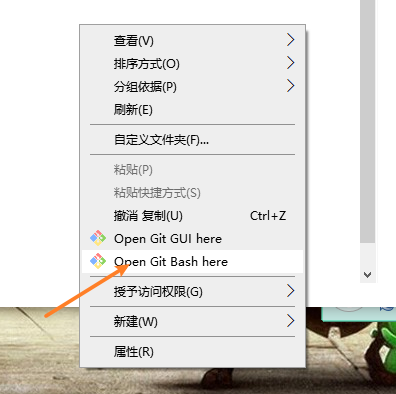 查看(V)
排序方式(O)
分组依据(P)
刷新(E)
自定义文件夹(F)...
粘贴(P)
粘贴快捷方式(S)
撤消 复制(U) Ctrl+Z
Open Git GUI here
Open Git Bash here
授予访问权限(G)
新建(W)
属性(R)